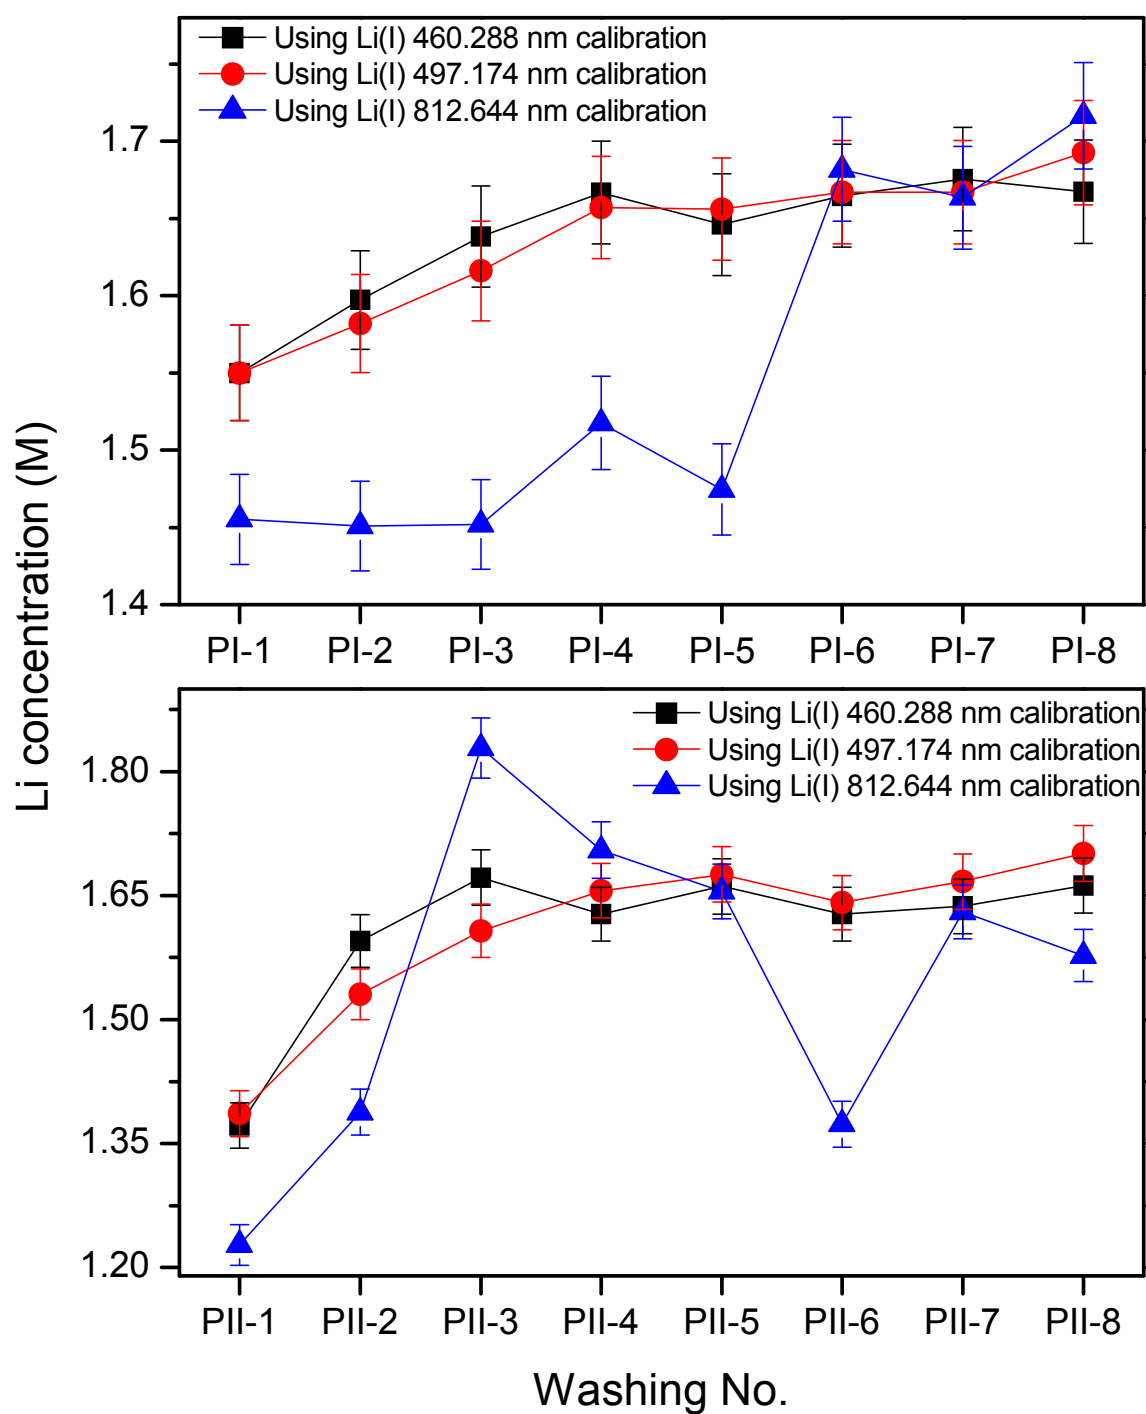 Using Li(I) 460.288 nm calibration
Using Li(I) 497.174 nm calibration
Using Li(I) 812.644 nm calibration
1.7
1.6
1.5
1.4
PI-1 PI-2 PI-3 PI-4 PI-5 PI-6 PI-7 PI-8
Li concentration (M)
Using Li(I) 460.288 nm calibration
Using Li(I) 497.174 nm calibration
Using Li(I) 812.644 nm calibration
1.80
1.65
1.50
1.35
1.20
PII-1 PII-2 PII-3 PII-4 PII-5 PII-6 PII-7 PII-8
Washing No.